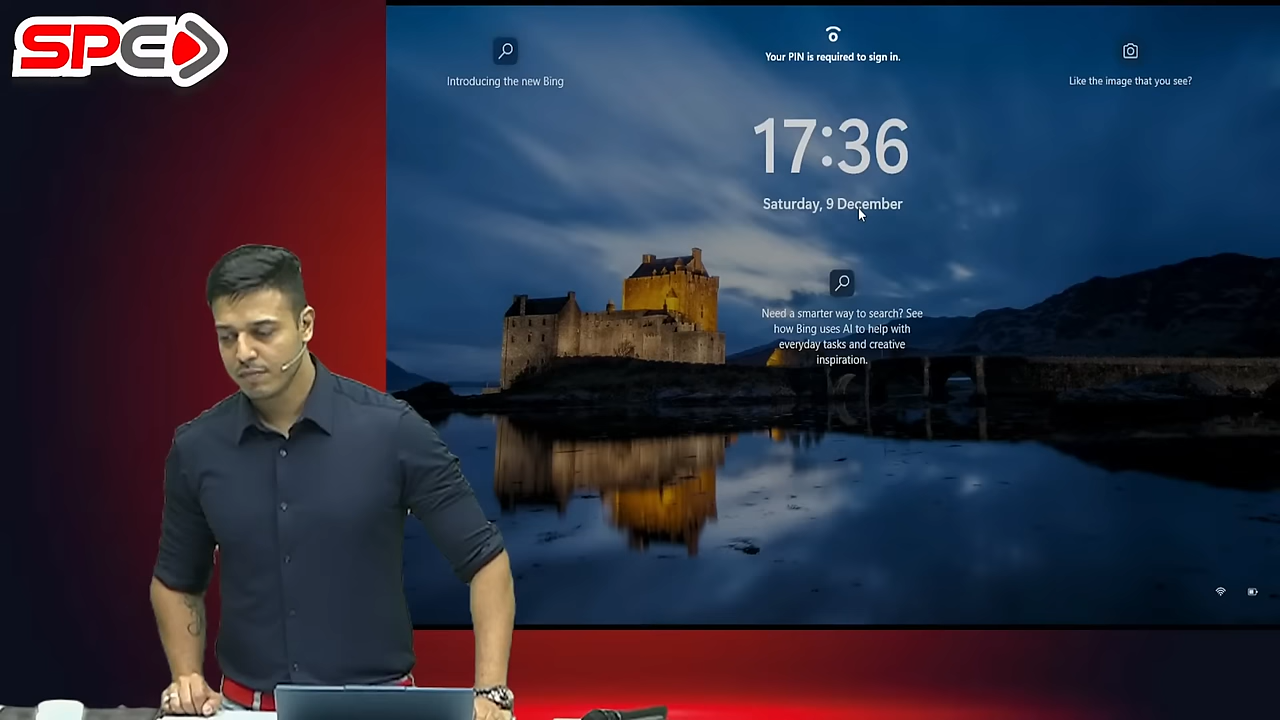 SPE
Introducing the new Bing
Your PIN is required to sign in.
Like the image that you see?
17:36
Saturday, 9 December
Need a smarter way to search? See
how Bing uses AI to help with
everyday tasks and creative
inspiration.